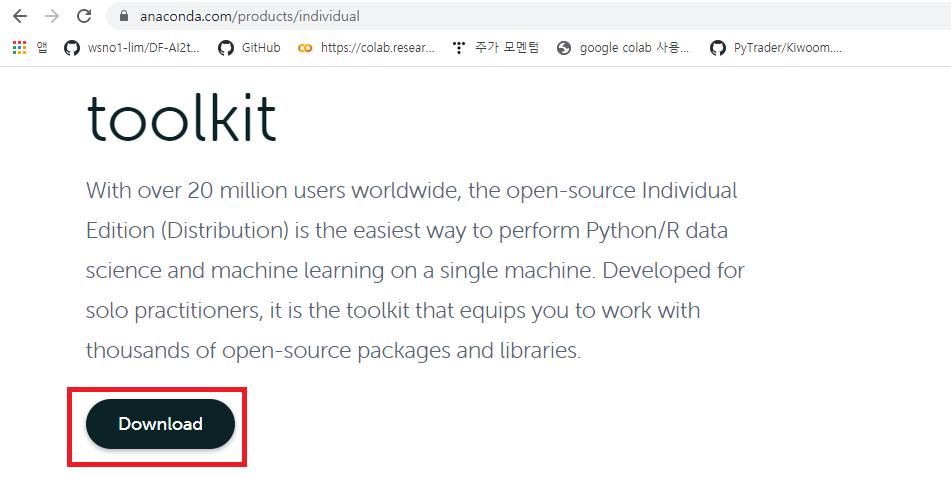 anaconda.com/products/individual
앱 wsno1-lim/DF-AI2t... GitHub https://colab.resear... 주가 모멘텀 google colab 사용... PyTrader/Kiwoom....
toolkit
With over 20 million users worldwide, the open-source Individual
Edition (Distribution) is the easiest way to perform Python/R data
science and machine learning on a single machine. Developed for
solo practitioners, it is the toolkit that equips you to work with
thousands of open-source packages and libraries.
Download